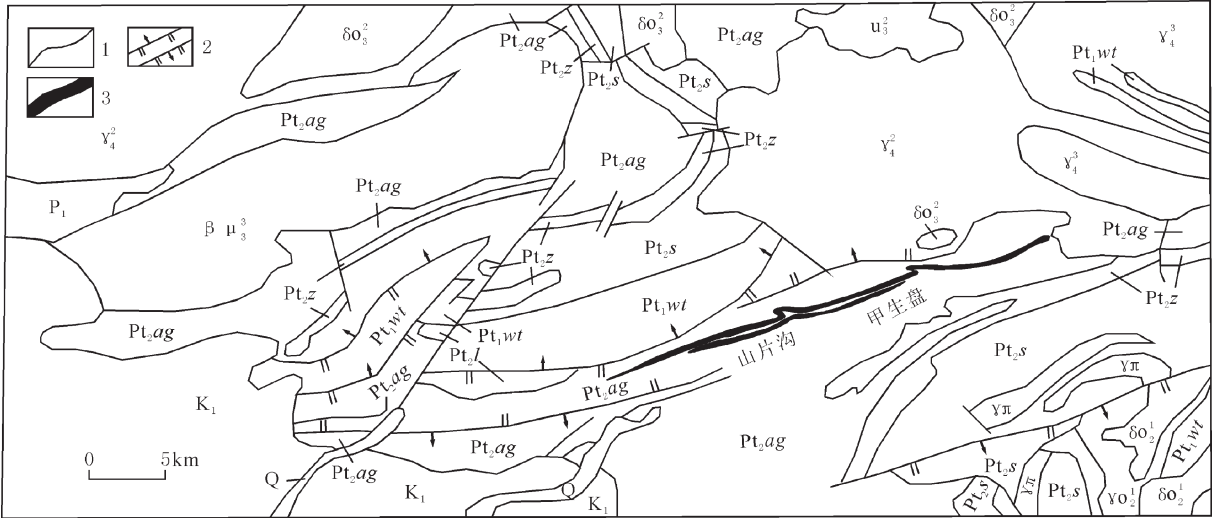 1
2
3
δo₃²
Pt₂ag
Pt₂z
Pt₂s
δo₃²
Pt₂s
Pt₂ag
u₃²
δo₃²
γ₄³
Pt₁wt
γ₄²
Pt₂ag
Pt₂ag
Pt₂z
γ₄²
γ₄³
P₁
Pt₂ag
β μ₃³
δo₃²
Pt₂ag
Pt₂s
Pt₂z
Pt₂z
Pt₂z
Pt₁wt
甲生盘
Pt₂ag
Pt₁wt
Pt₁wt
山片沟
Pt₂s
Pt₂l
γπ
Pt₂ag
Pt₂ag
K₁
γπ
δo₂¹
Pt₁wt
Pt₂ag
Pt₂ag
0 5km
Q
Pt₂ag
K₁
Q
K₁
Pt₂s
Pt₂s
γπ
Pt₂s
γo₂¹
δo₂¹